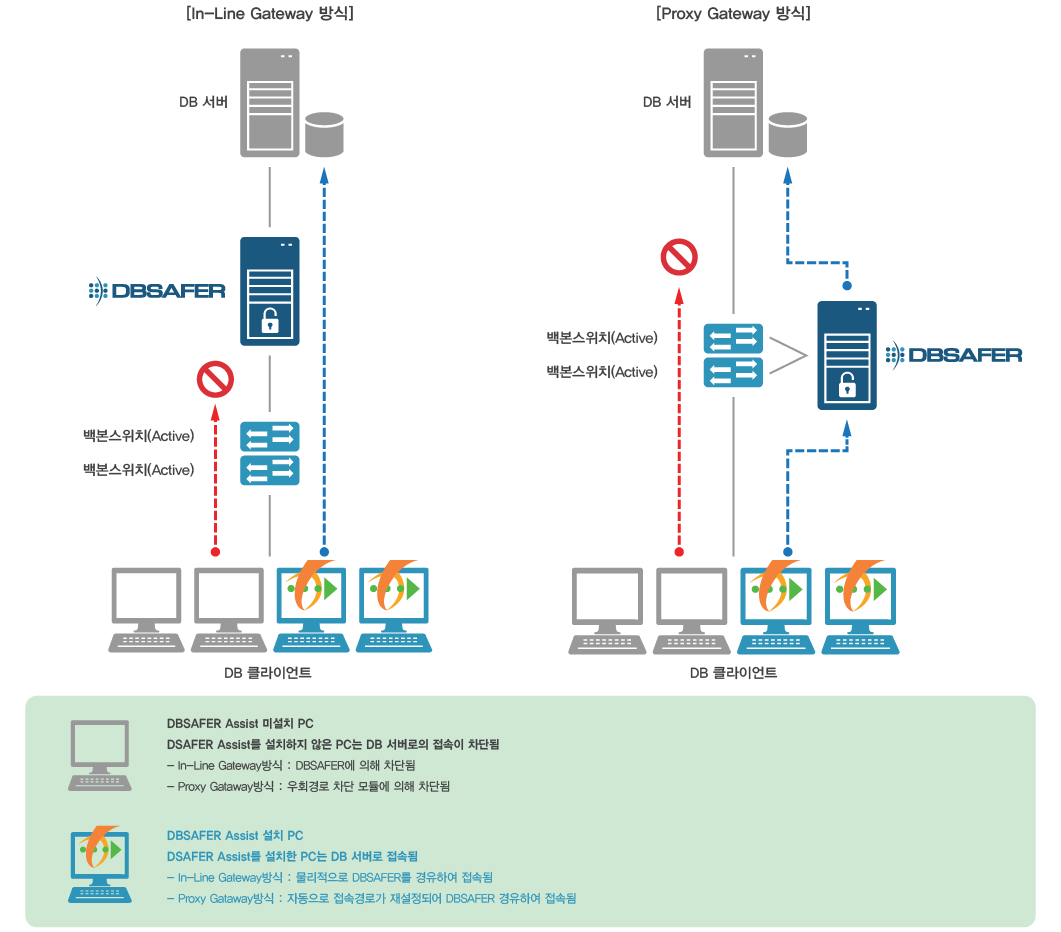 [In-Line Gateway 방식]
DB 서버
DBSAFER
백본스위치(Active)
백본스위치(Active)
DB 클라이언트
[Proxy Gateway 방식]
DB 서버
백본스위치(Active)
백본스위치(Active)
DBSAFER
DB 클라이언트
DBSAFER Assist 미설치 PC
DSAFER Assist를 설치하지 않은 PC는 DB 서버로의 접속이 차단됨
- In-Line Gateway방식 : DBSAFER에 의해 차단됨
- Proxy Gataway방식 : 우회경로 차단 모듈에 의해 차단됨
DBSAFER Assist 설치 PC
DSAFER Assist를 설치한 PC는 DB 서버로 접속됨
- In-Line Gateway방식 : 물리적으로 DBSAFER를 경유하여 접속됨
- Proxy Gataway방식 : 자동으로 접속경로가 재설정되어 DBSAFER 경유하여 접속됨